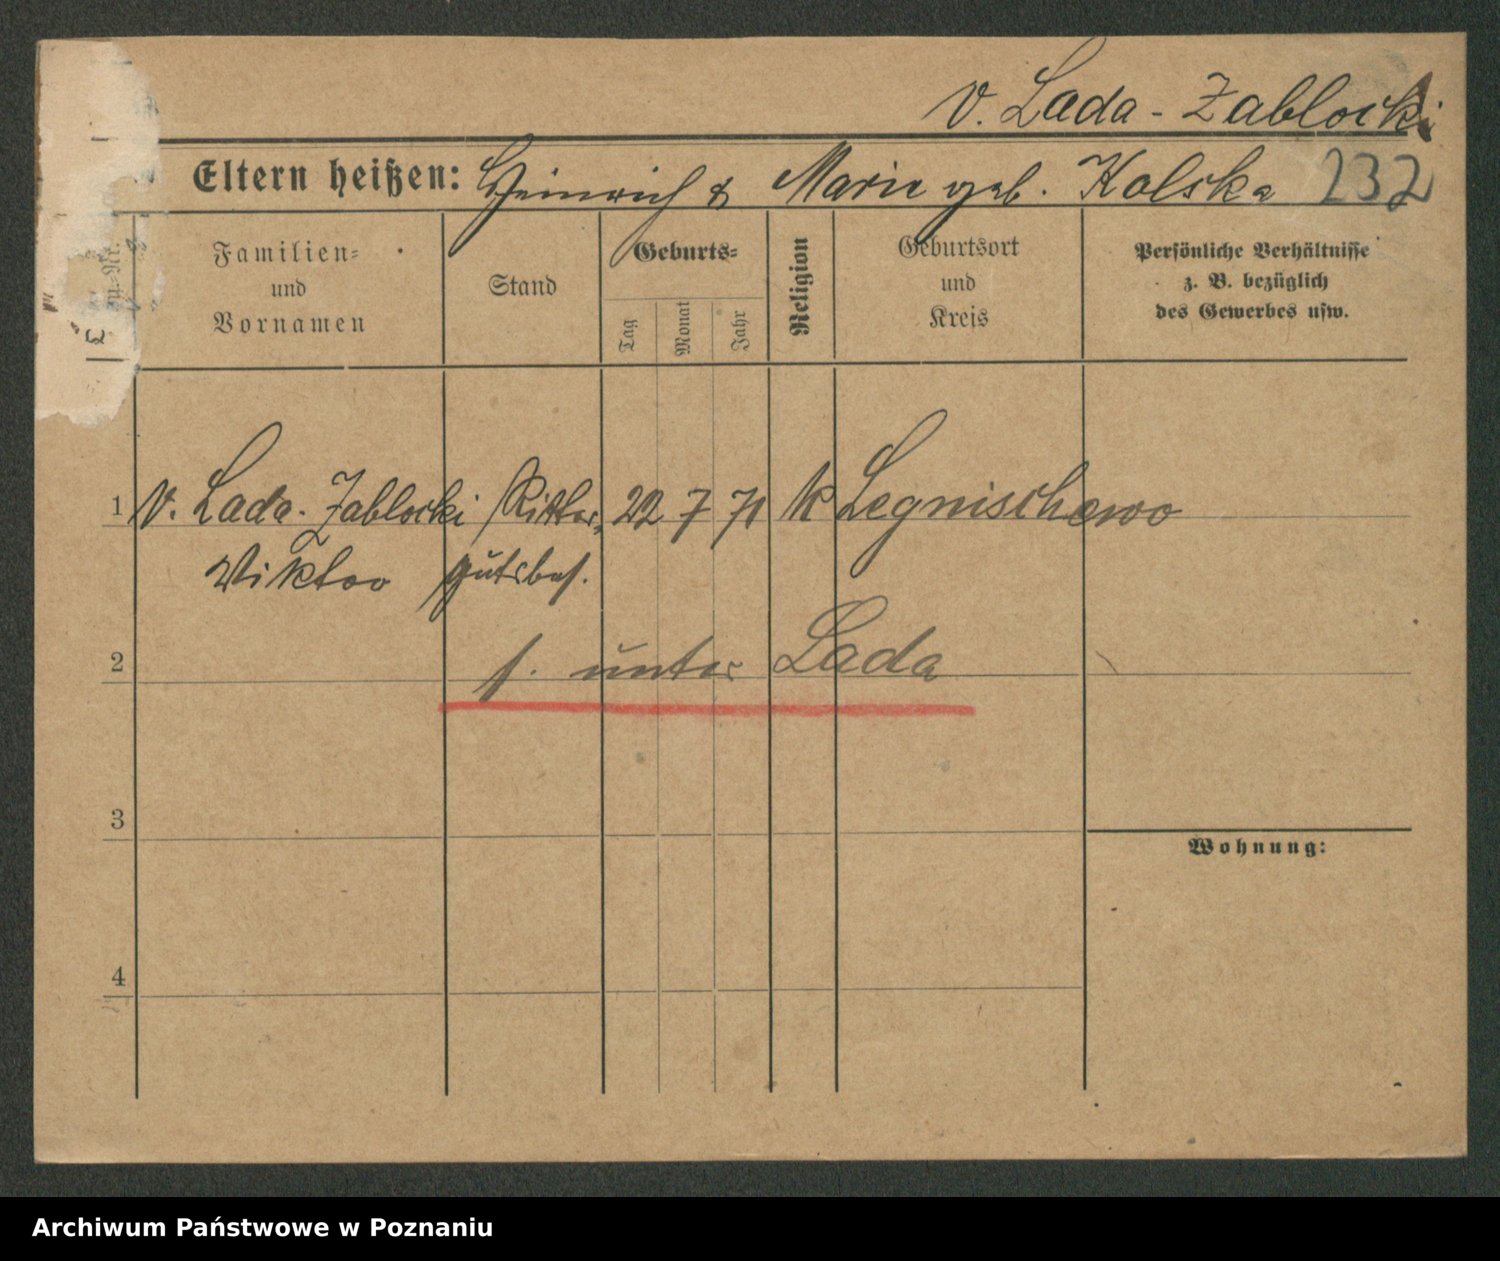 v. Lada-Zablocki
Eltern heißen: Heinrich & Marie geb. Kolska 232
Familien=
und
Vornamen
Stand
Geburts=
Tag
Monat
Jahr
Religion
Geburtsort
und
Kreis
Persönliche Verhältnisse
z. B. bezüglich
des Gewerbes usw.
1 v. Lada-Zablocki Ritter- 22 7 71 k Legnischewo
Viktor gutsbes.
2 s. unter Lada
3
Wohnung:
4
Archiwum Państwowe w Poznaniu